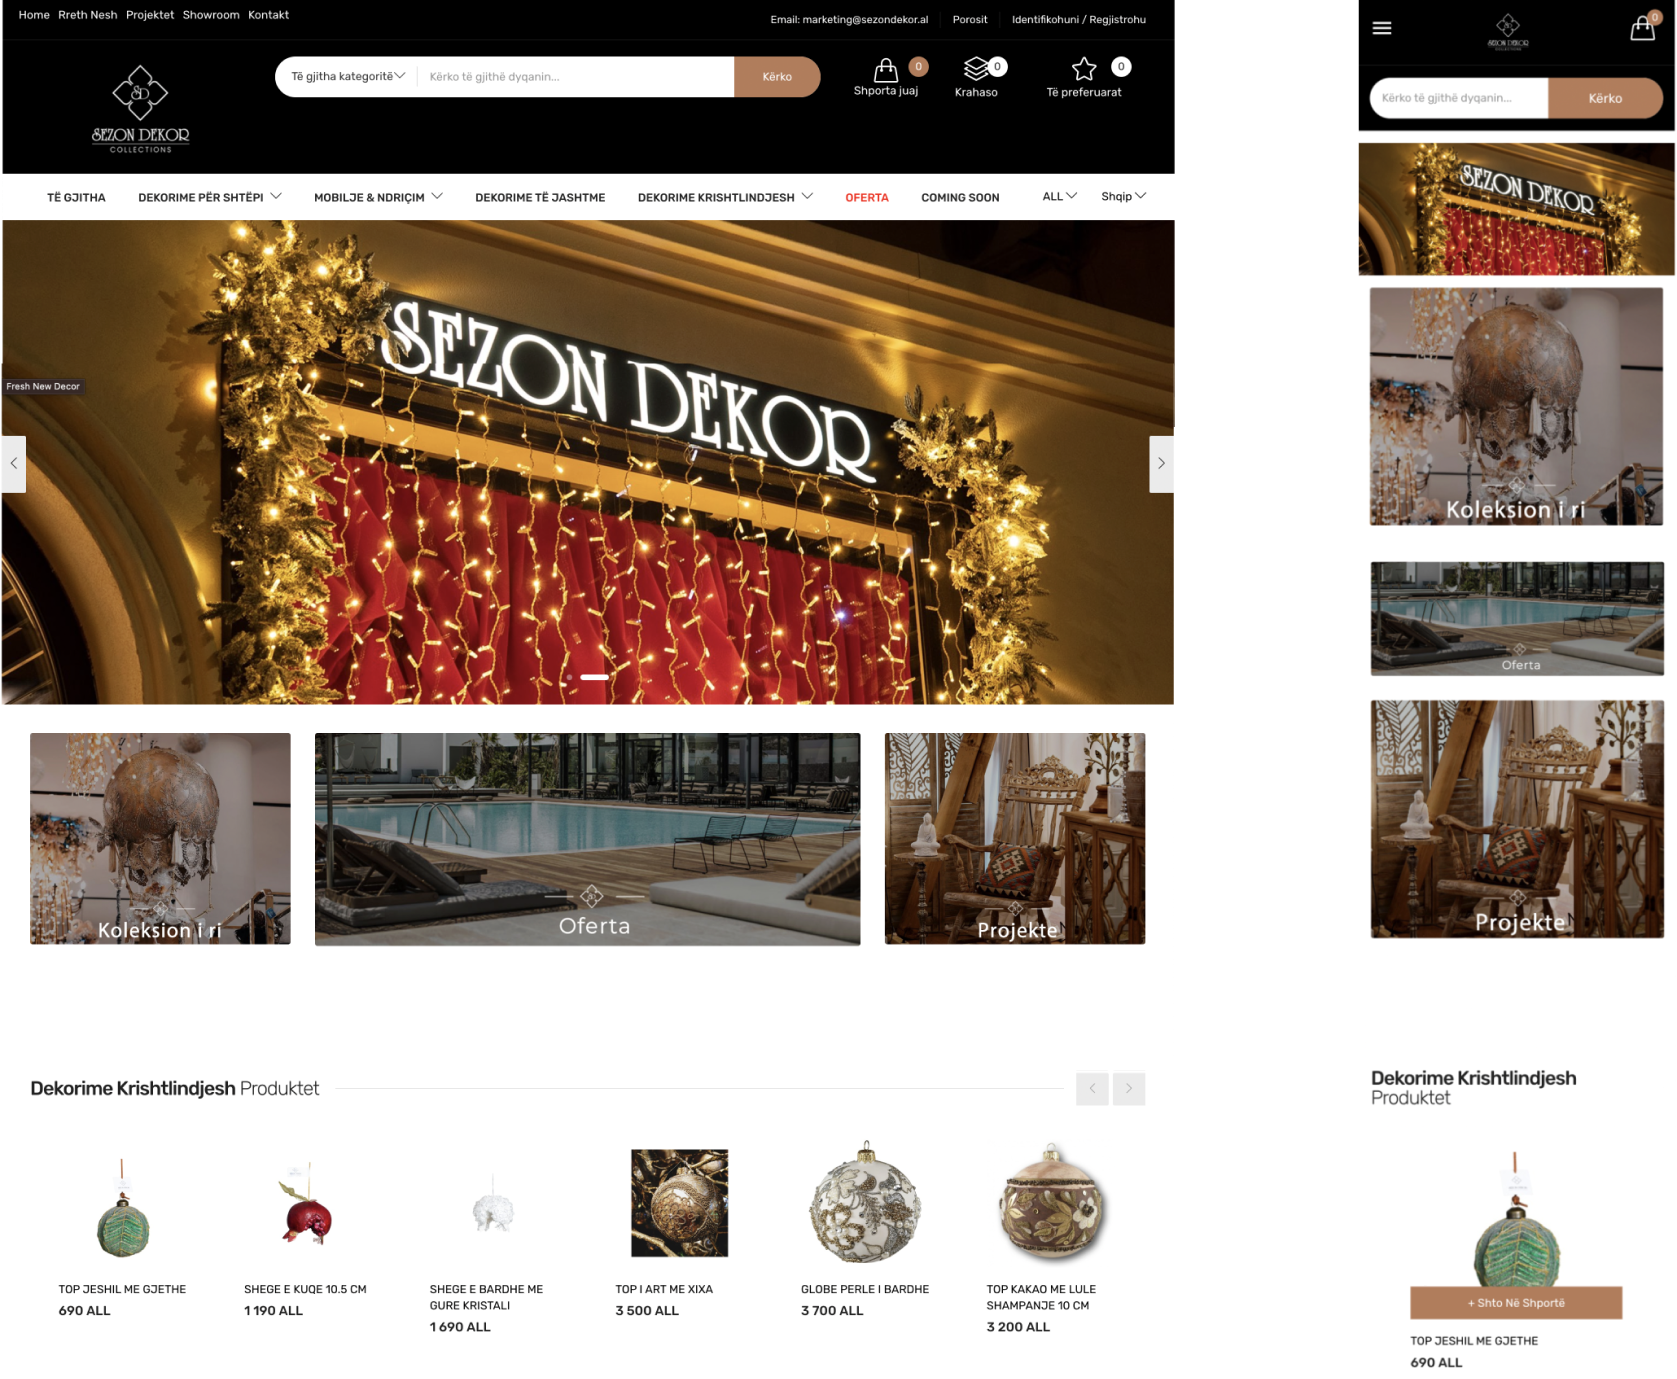 Home Rreth Nesh Projektet Showroom Kontakt
Email: marketing@sezondekor.al Porosit Identifikohuni / Regjistrohu
SEZON DEKOR
COLLECTIONS
Të gjitha kategoritë Kërko të gjithë dyqanin... Kërko
0 0 0
Shporta juaj Krahaso Të preferuarat
TË GJITHA DEKORIME PËR SHTËPI MOBILJE & NDRIÇIM DEKORIME TË JASHTME DEKORIME KRISHTLINDJESH OFERTA COMING SOON ALL Shqip
SEZON DEKOR
Fresh New Decor
Koleksion i ri
Oferta
Projekte
Dekorime Krishtlindjesh Produktet
TOP JESHIL ME GJETHE
690 ALL
SHEGE E KUQE 10.5 CM
1 190 ALL
SHEGE E BARDHE ME
GURE KRISTALI
1 690 ALL
TOP I ART ME XIXA
3 500 ALL
GLOBE PERLE I BARDHE
3 700 ALL
TOP KAKAO ME LULE
SHAMPANJE 10 CM
3 200 ALL
SEZON DEKOR
0
Kërko të gjithë dyqanin... Kërko
SEZON DEKOR
Koleksion i ri
Oferta
Projekte
Dekorime Krishtlindjesh
Produktet
+ Shto Në Shportë
TOP JESHIL ME GJETHE
690 ALL